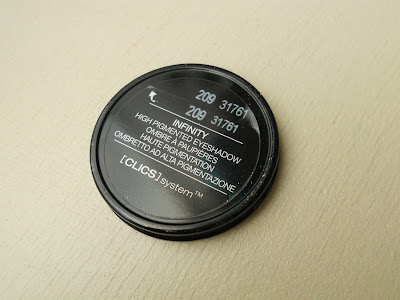 209 31761
209 31761
INFINITY
HIGH PIGMENTED EYESHADOW
OMBRE À PAUPIÈRES
HAUTE PIGMENTATION
OMBRETTO AD ALTA PIGMENTAZIONE
[CLICS]system™